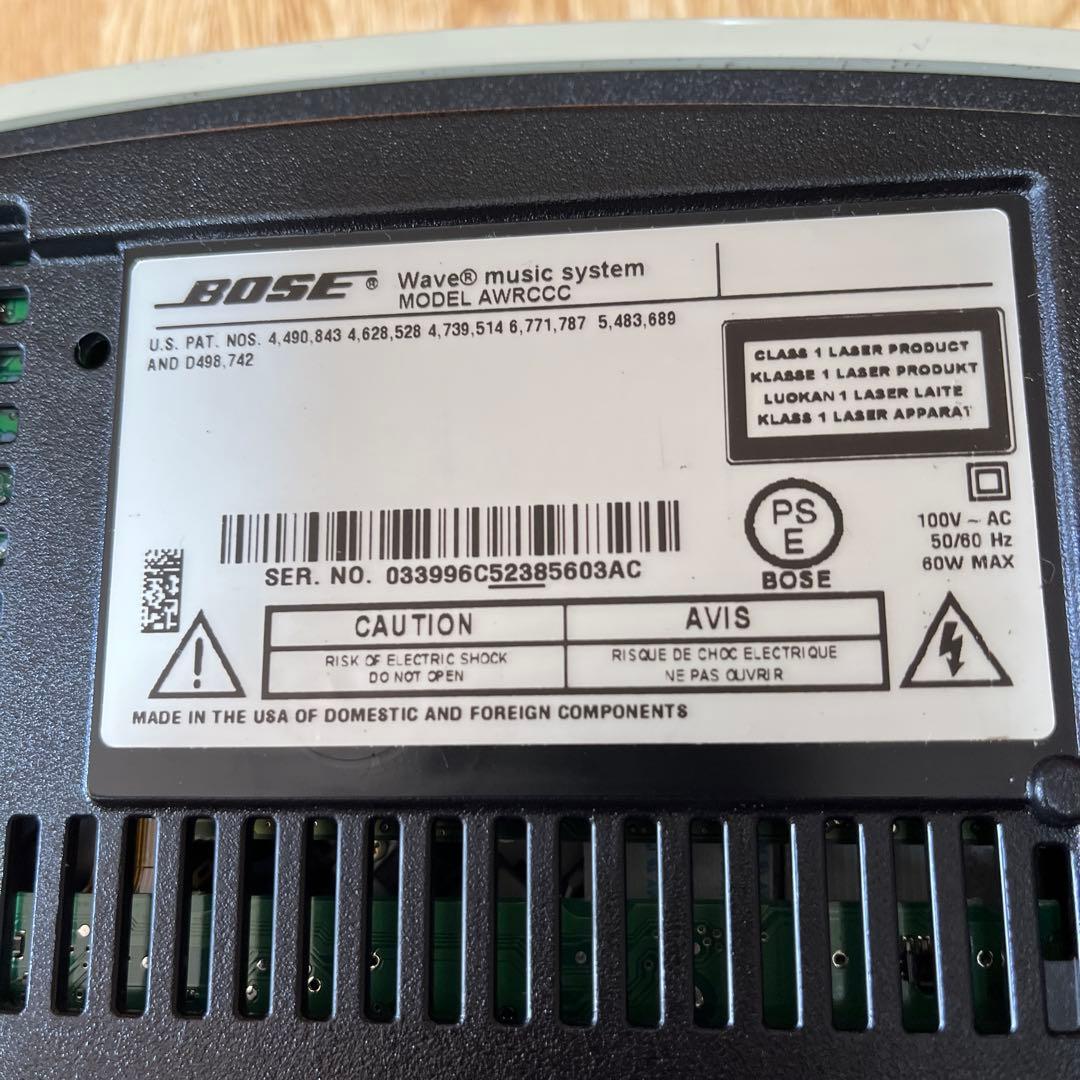 BOSE® Wave® music system
MODEL AWRCCC
U.S. PAT. NOS. 4,490,843 4,628,528 4,739,514 6,771,787 5,483,689
AND D498,742
CLASS 1 LASER PRODUCT
KLASSE 1 LASER PRODUKT
LUOKAN 1 LASER LAITE
KLASS 1 LASER APPARAT
PS
E
BOSE
100V ~ AC
50/60 Hz
60W MAX
SER. NO. 033996C52385603AC
CAUTION
RISK OF ELECTRIC SHOCK
DO NOT OPEN
AVIS
RISQUE DE CHOC ELECTRIQUE
NE PAS OUVRIR
MADE IN THE USA OF DOMESTIC AND FOREIGN COMPONENTS